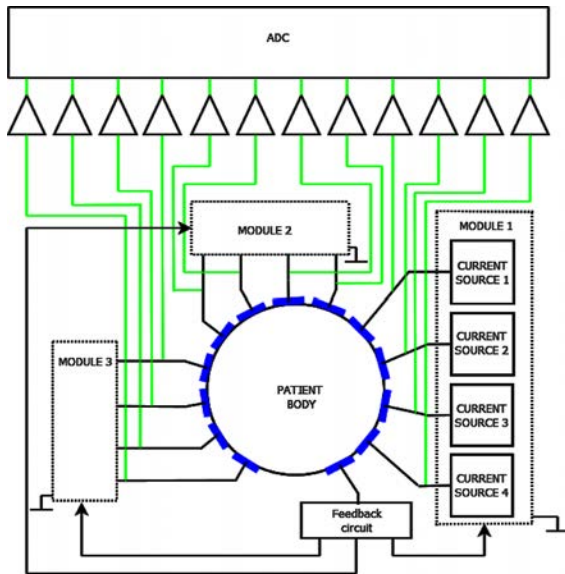 ADC
MODULE 2
MODULE 1
CURRENT
SOURCE 1
CURRENT
SOURCE 2
MODULE 3
PATIENT
BODY
CURRENT
SOURCE 3
CURRENT
SOURCE 4
Feedback
circuit